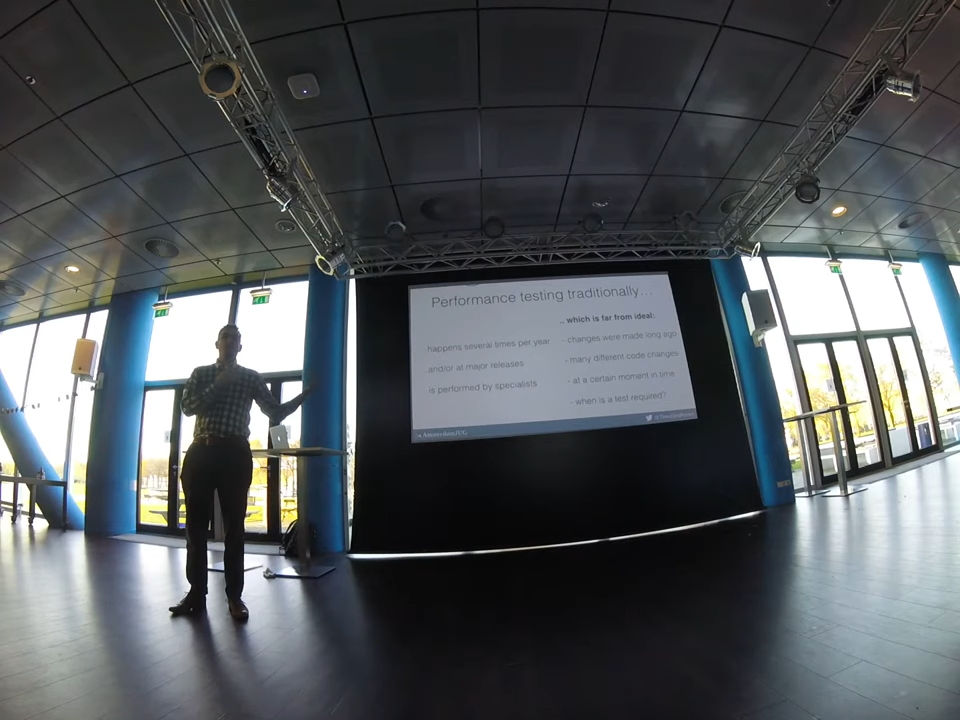 Performance testing traditionally…
happens several times per year
and/or at major releases
is performed by specialists
.. which is far from ideal:
- changes were made long ago
- many different code changes
- at a certain moment in time
- when is a test required?
AmsterdamJUG